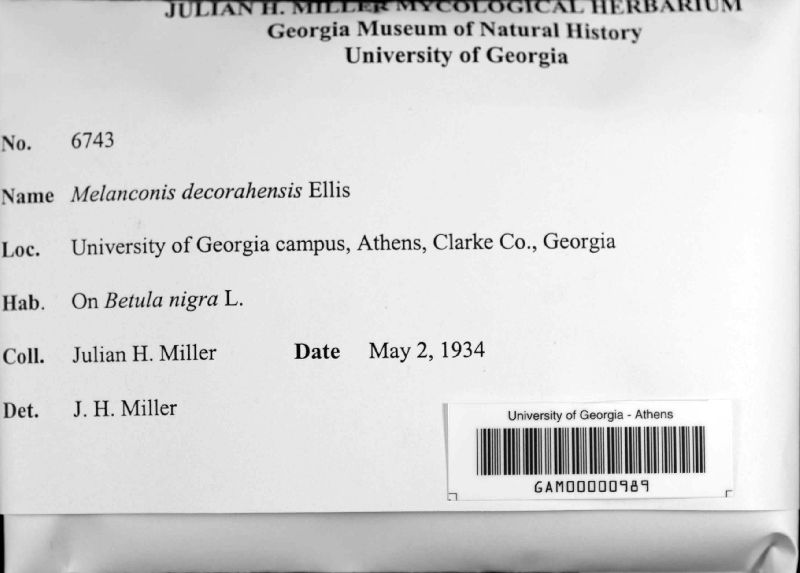 JULIAN H. MILLER MYCOLOGICAL HERBARIUM
Georgia Museum of Natural History
University of Georgia
No. 6743
Name Melanconis decorahensis Ellis
Loc. University of Georgia campus, Athens, Clarke Co., Georgia
Hab. On Betula nigra L.
Coll. Julian H. Miller Date May 2, 1934
Det. J. H. Miller
University of Georgia - Athens
GAM00000989